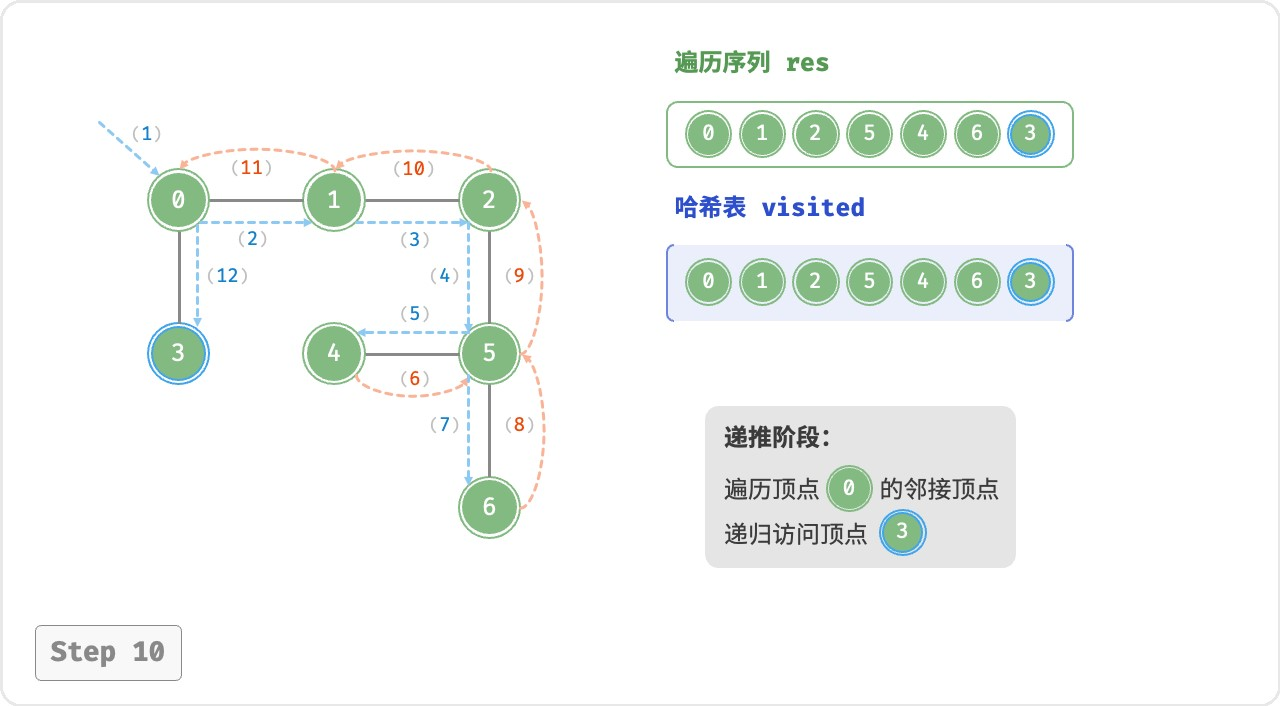 遍历序列 res
0 1 2 5 4 6 3
哈希表 visited
0 1 2 5 4 6 3
(1)
(11)
(10)
0 1 2
(2)
(3)
(12)
(4)
(9)
(5)
3 4 5
(6)
(7)
(8)
6
递推阶段：
遍历顶点 0 的邻接顶点
递归访问顶点 3
Step 10